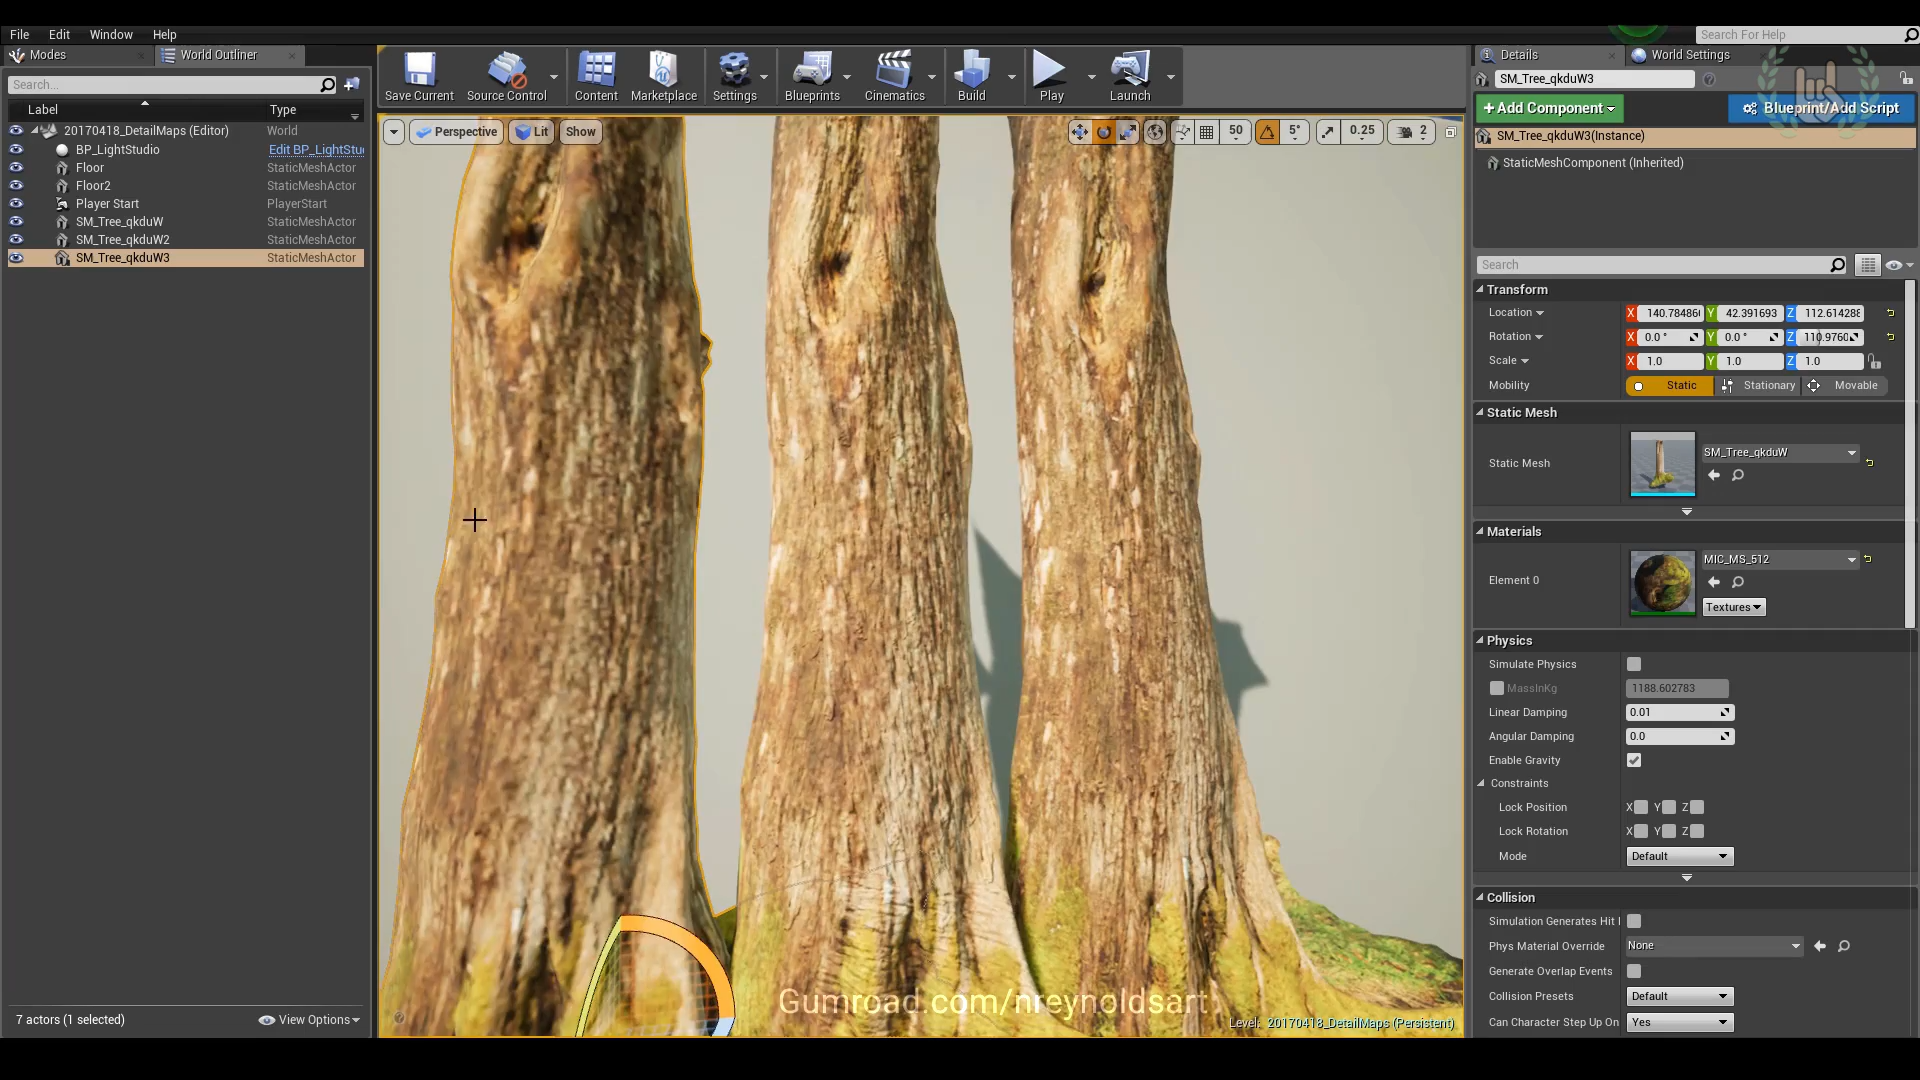 File Edit Window Help
Search For Help
Modes World Outliner
Details World Settings
Search...
Save Current Source Control Content Marketplace Settings Blueprints Cinematics Build Play Launch
SM_Tree_qkduW3
+Add Component Blueprint/Add Script
Label Type
SM_Tree_qkduW3(Instance)
StaticMeshComponent (Inherited)
20170418_DetailMaps (Editor) World
BP_LightStudio Edit BP_LightStu
Floor StaticMeshActor
Floor2 StaticMeshActor
Player Start PlayerStart
SM_Tree_qkduW StaticMeshActor
SM_Tree_qkduW2 StaticMeshActor
SM_Tree_qkduW3 StaticMeshActor
Perspective Lit Show 50 5° 0.25 2
Search
Transform
Location X 140.78486 Y 42.391693 Z 112.614288
Rotation X 0.0 ° Y 0.0 ° Z 110.9760
Scale X 1.0 Y 1.0 Z 1.0
Mobility Static Stationary Movable
Static Mesh
Static Mesh SM_Tree_qkduW
Materials
Element 0 MIC_MS_512
Textures
Physics
Simulate Physics
MassInKg 1188.602783
Linear Damping 0.01
Angular Damping 0.0
Enable Gravity
Constraints
Lock Position X Y Z
Lock Rotation X Y Z
Mode Default
Collision
Simulation Generates Hit
Phys Material Override None
Generate Overlap Events
Collision Presets Default
Can Character Step Up On Yes
Gumroad.com/nreynoldsart
Level: 20170418_DetailMaps (Persistent)
7 actors (1 selected) View Options